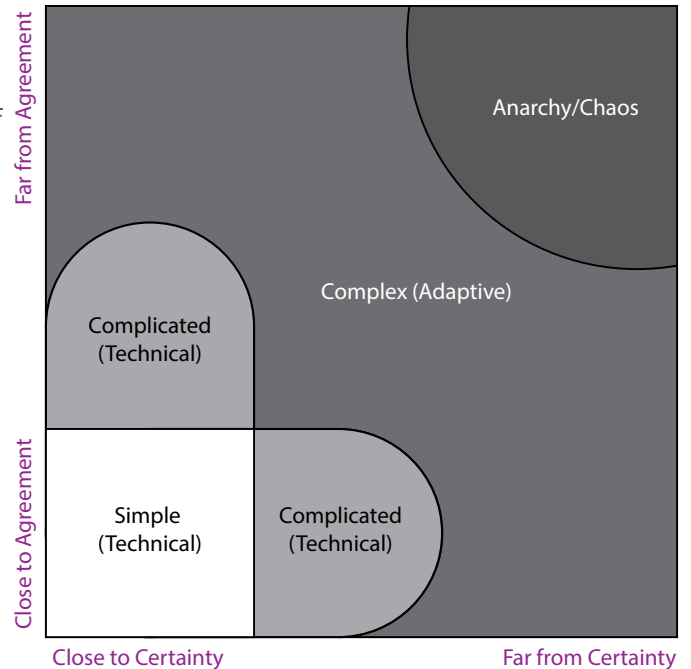 Far from Agreement
Anarchy/Chaos
Complex (Adaptive)
Complicated
(Technical)
Close to Agreement
Simple
(Technical)
Complicated
(Technical)
Close to Certainty
Far from Certainty